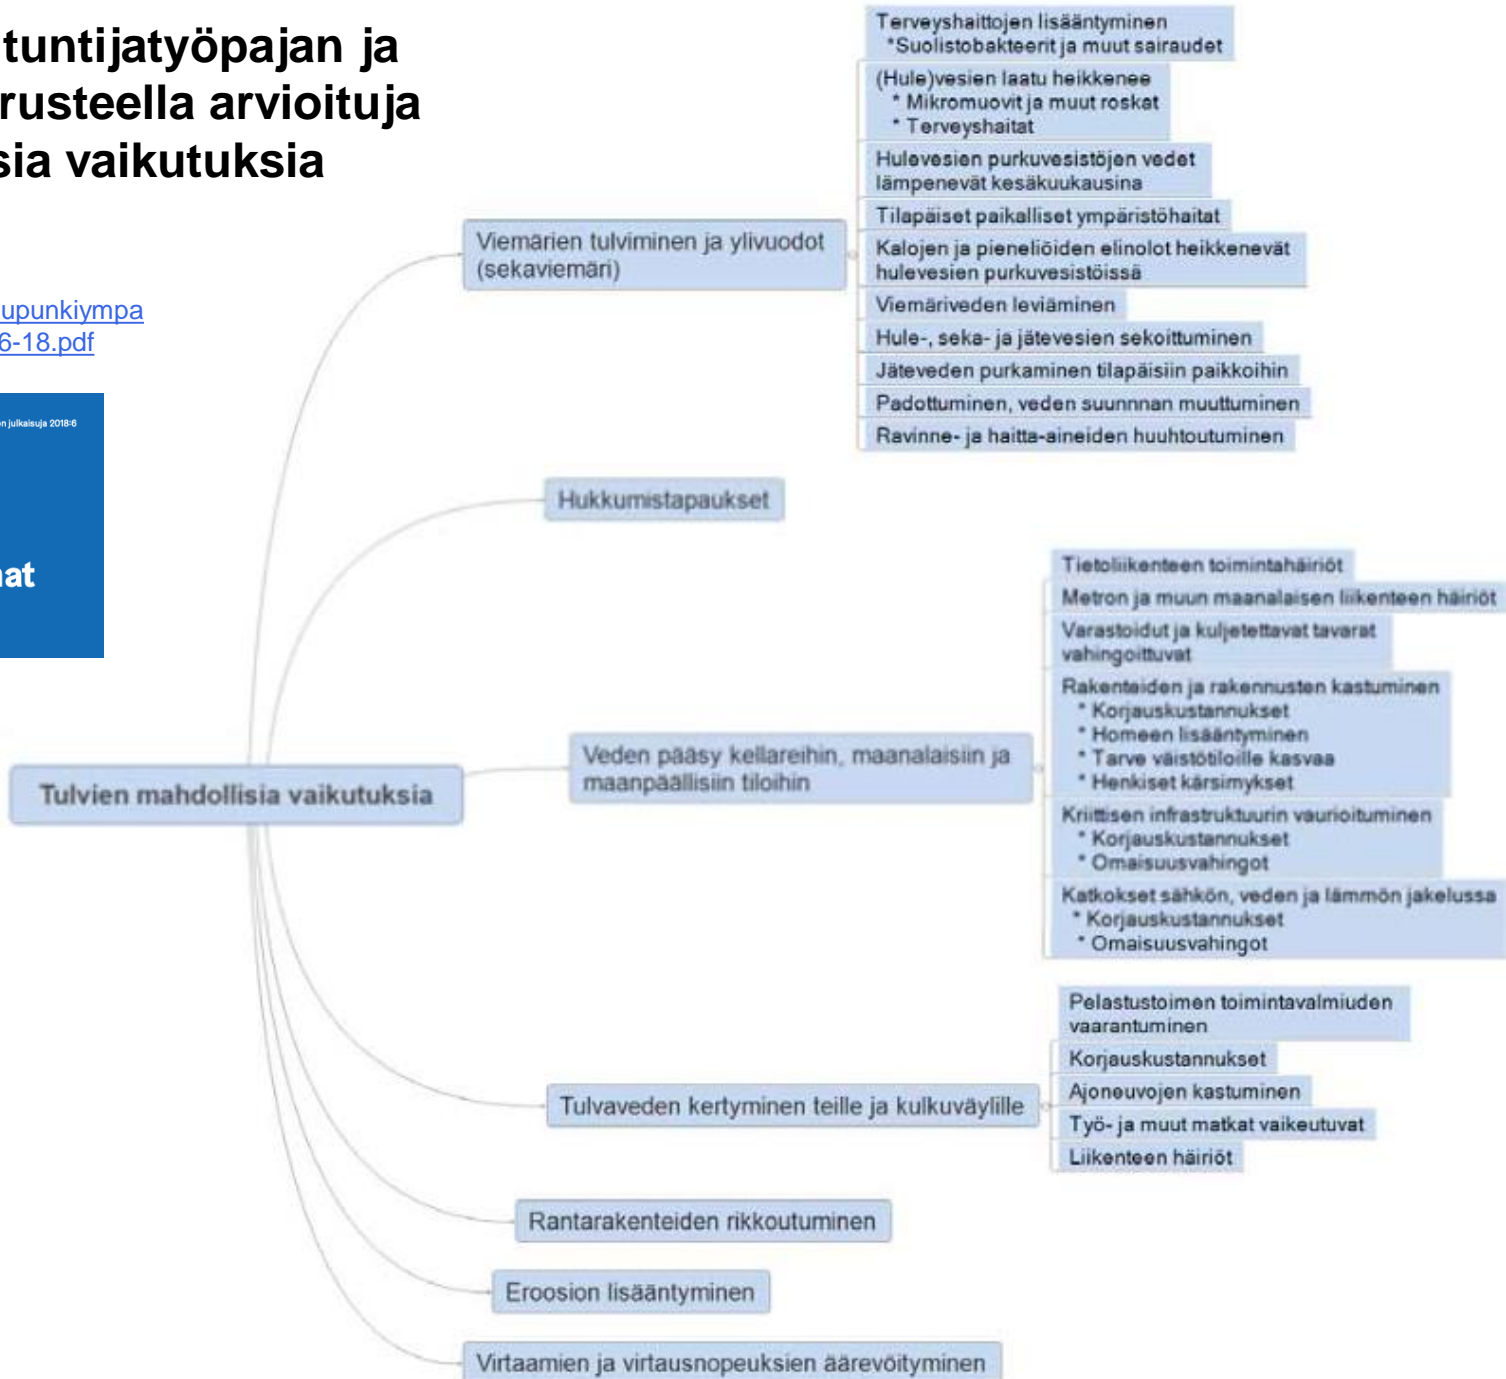 tuntijatyöpajan ja
rusteella arvioituja
sia vaikutuksia
upunkiympa
6-18.pdf
n julkaisuja 2018:6
nat
Tulvien mahdollisia vaikutuksia
Viemärien tulviminen ja ylivuodot
(sekaviemäri)
Terveyshaittojen lisääntyminen
*Suolistobakteerit ja muut sairaudet
(Hule)vesien laatu heikkenee
* Mikromuovit ja muut roskat
* Terveyshaitat
Hulevesien purkuvesistöjen vedet
lämpenevät kesäkuukausina
Tilapäiset paikalliset ympäristöhaitat
Kalojen ja pieneliöiden elinolot heikkenevät
hulevesien purkuvesistöissä
Viemäriveden leviäminen
Hule-, seka- ja jätevesien sekoittuminen
Jäteveden purkaminen tilapäisiin paikkoihin
Padottuminen, veden suunnnan muuttuminen
Ravinne- ja haitta-aineiden huuhtoutuminen
Hukkumistapaukset
Veden pääsy kellareihin, maanalaisiin ja
maanpäällisiin tiloihin
Tietoliikenteen toimintahäiriöt
Metron ja muun maanalaisen liikenteen häiriöt
Varastoidut ja kuljetettavat tavarat
vahingoittuvat
Rakenteiden ja rakennusten kastuminen
* Korjauskustannukset
* Homeen lisääntyminen
* Tarve väistötiloille kasvaa
* Henkiset kärsimykset
Kriittisen infrastruktuurin vaurioituminen
* Korjauskustannukset
* Omaisuusvahingot
Katkokset sähkön, veden ja lämmön jakelussa
* Korjauskustannukset
* Omaisuusvahingot
Tulvaveden kertyminen teille ja kulkuväylille
Pelastustoimen toimintavalmiuden
vaarantuminen
Korjauskustannukset
Ajoneuvojen kastuminen
Työ- ja muut matkat vaikeutuvat
Liikenteen häiriöt
Rantarakenteiden rikkoutuminen
Eroosion lisääntyminen
Virtaamien ja virtausnopeuksien äärevöityminen